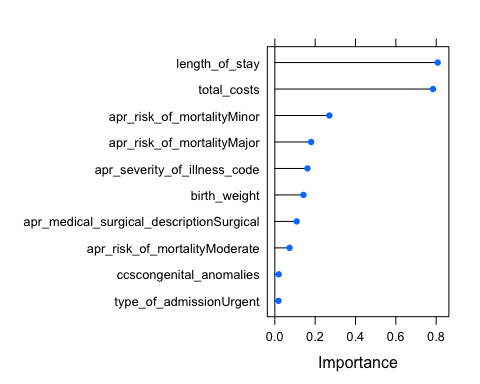 length_of_stay
total_costs
apr_risk_of_mortalityMinor
apr_risk_of_mortalityMajor
apr_severity_of_illness_code
birth_weight
apr_medical_surgical_descriptionSurgical
apr_risk_of_mortalityModerate
ccscongenital_anomalies
type_of_admissionUrgent
0.0 0.2 0.4 0.6 0.8
Importance